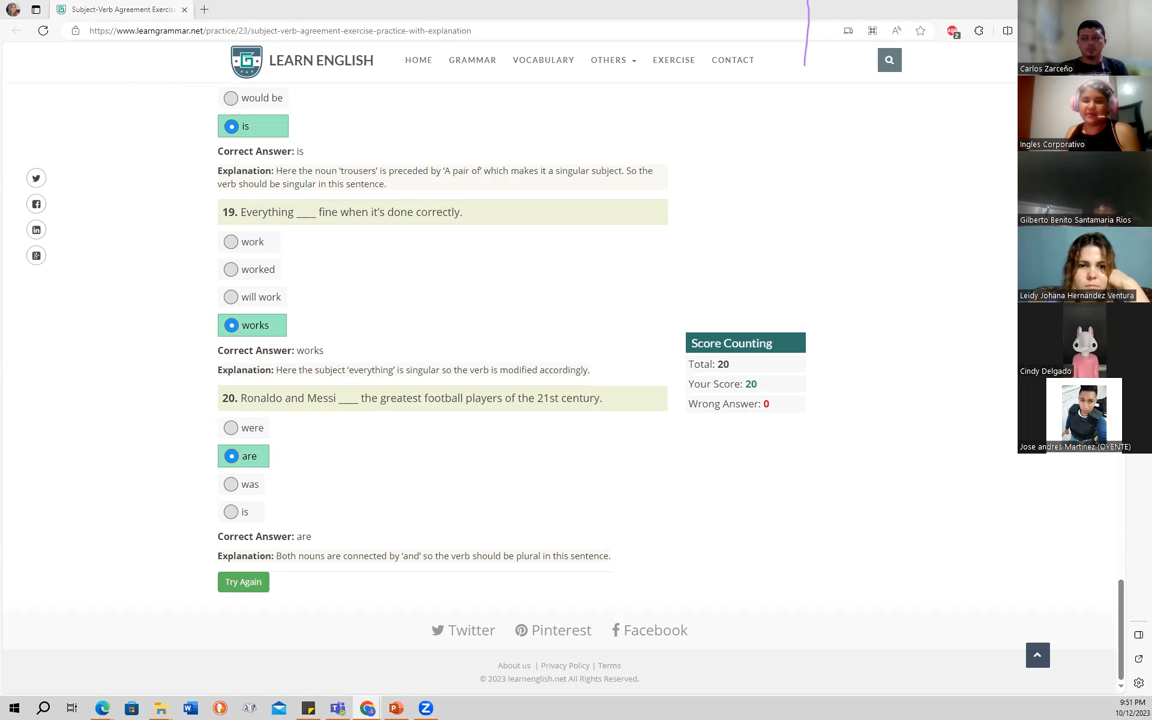 Subject-Verb Agreement Exercis
https://www.learngrammar.net/practice/23/subject-verb-agreement-exercise-practice-with-explanation
LEARN ENGLISH
HOME
GRAMMAR
VOCABULARY
OTHERS
EXERCISE
CONTACT
would be
is
Correct Answer: is
Explanation: Here the noun 'trousers' is preceded by 'A pair of' which makes it a singular subject. So the
verb should be singular in this sentence.
19. Everything ____ fine when it's done correctly.
work
worked
will work
works
Correct Answer: works
Explanation: Here the subject 'everything' is singular so the verb is modified accordingly.
20. Ronaldo and Messi ____ the greatest football players of the 21st century.
were
are
was
is
Correct Answer: are
Explanation: Both nouns are connected by 'and' so the verb should be plural in this sentence.
Try Again
Score Counting
Total: 20
Your Score: 20
Wrong Answer: 0
Twitter
Pinterest
Facebook
About us | Privacy Policy | Terms
© 2023 learnenglish.net All Rights Reserved.
Carlos Zarceño
Ingles Corporativo
Gilberto Benito Santamaria Rios
Leidy Johana Hernández Ventura
Cindy Delgado
Jose andres Martinez (OYENTE)
9:51 PM
10/12/2023